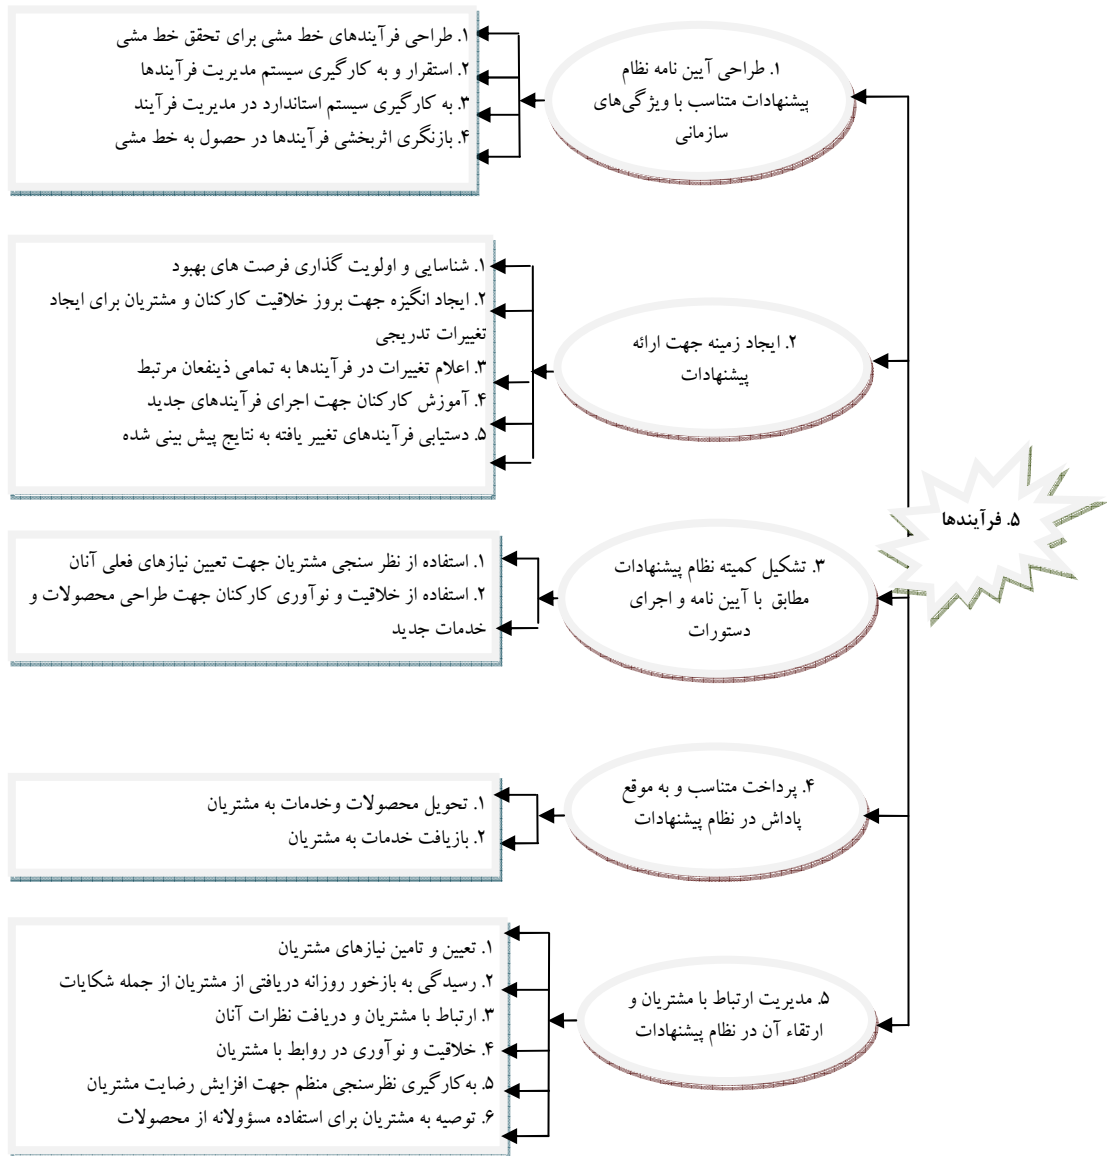 ۵. فرآیندها
۱. طراحی آیین نامه نظام
پیشنهادات متناسب با ویژگی‌های
سازمانی
۱. طراحی فرآیندهای خط مشی برای تحقق خط مشی
۲. استقرار و به کارگیری سیستم مدیریت فرآیندها
۳. به کارگیری سیستم استاندارد در مدیریت فرآیند
۴. بازنگری اثربخشی فرآیندها در حصول به خط مشی
۲. ایجاد زمینه جهت ارائه
پیشنهادات
۱. شناسایی و اولویت گذاری فرصت های بهبود
۲. ایجاد انگیزه جهت بروز خلاقیت کارکنان و مشتریان برای ایجاد
تغییرات تدریجی
۳. اعلام تغییرات در فرآیندها به تمامی ذینفعان مرتبط
۴. آموزش کارکنان جهت اجرای فرآیندهای جدید
۵. دستیابی فرآیندهای تغییر یافته به نتایج پیش بینی شده
۳. تشکیل کمیته نظام پیشنهادات
مطابق با آیین نامه و اجرای
دستورات
۱. استفاده از نظر سنجی مشتریان جهت تعیین نیازهای فعلی آنان
۲. استفاده از خلاقیت و نوآوری کارکنان جهت طراحی محصولات و
خدمات جدید
۴. پرداخت متناسب و به موقع
پاداش در نظام پیشنهادات
۱. تحویل محصولات وخدمات به مشتریان
۲. بازیافت خدمات به مشتریان
۵. مدیریت ارتباط با مشتریان و
ارتقاء آن در نظام پیشنهادات
۱. تعیین و تامین نیازهای مشتریان
۲. رسیدگی به بازخور روزانه دریافتی از مشتریان از جمله شکایات
۳. ارتباط با مشتریان و دریافت نظرات آنان
۴. خلاقیت و نوآوری در روابط با مشتریان
۵. به‌کارگیری نظرسنجی منظم جهت افزایش رضایت مشتریان
۶. توصیه به مشتریان برای استفاده مسؤولانه از محصولات